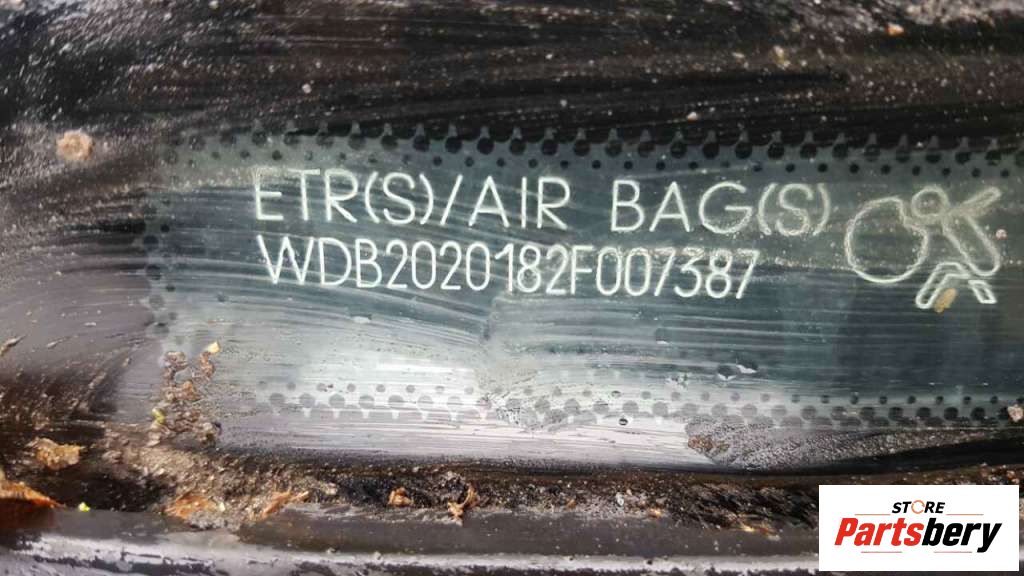 ETR(S)/AIR BAG(S)
WDB2020182F007387
STORE
Partsbery